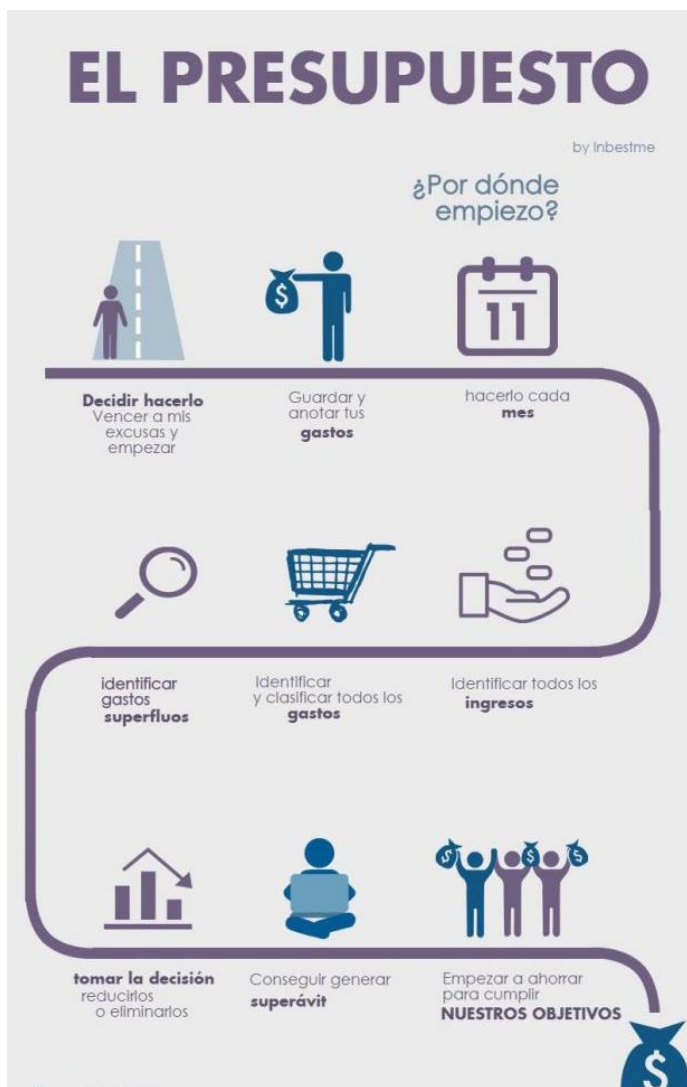 EL PRESUPUESTO
by Inbestme
¿Por dónde
empiezo?
11
$
Decidir hacerlo
Vencer a mis
excusas y
empezar
Guardar y
anotar tus
gastos
hacerlo cada
mes
Identificar todos los
ingresos
Identificar
y clasificar todos los
gastos
identificar
gastos
superfluos
$ $ $
tomar la decisión
reducirlos
o eliminarlos
Conseguir generar
superávit
Empezar a ahorrar
para cumplir
NUESTROS OBJETIVOS
$